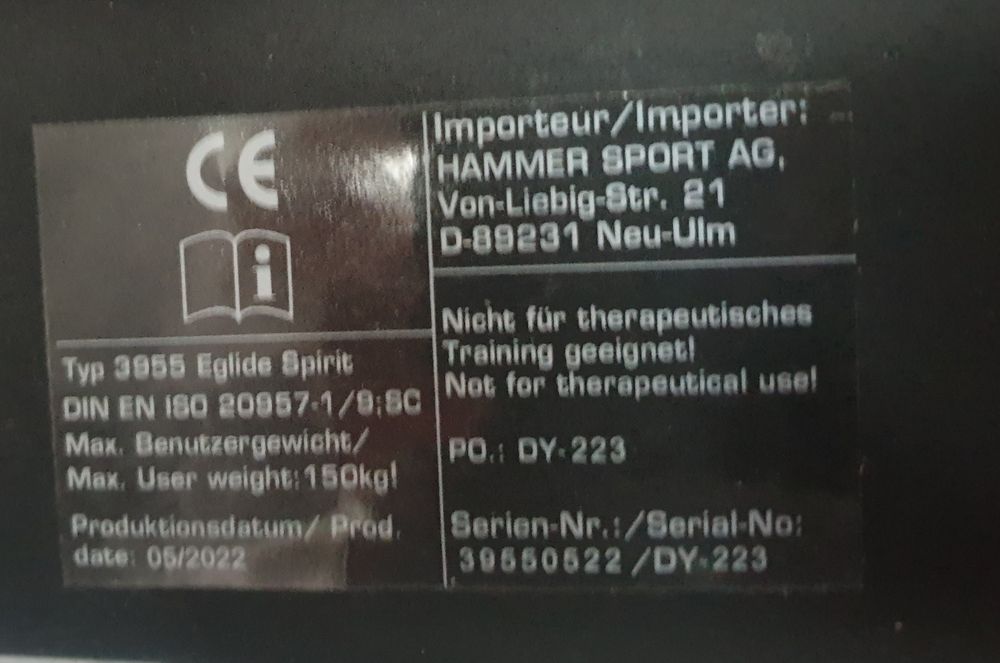 CE
i
Typ 3955 Eglide Spirit
DIN EN ISO 20957-1/9;SC
Max. Benutzergewicht/
Max. User weight:150kg!
Produktionsdatum/ Prod.
date: 05/2022
Importeur/Importer:
HAMMER SPORT AG,
Von-Liebig-Str. 21
D-89231 Neu-Ulm
Nicht für therapeutisches
Training geeignet!
Not for therapeutical use!
PO.: DY-223
Serien-Nr.:/Serial-No:
39550522/DY-223